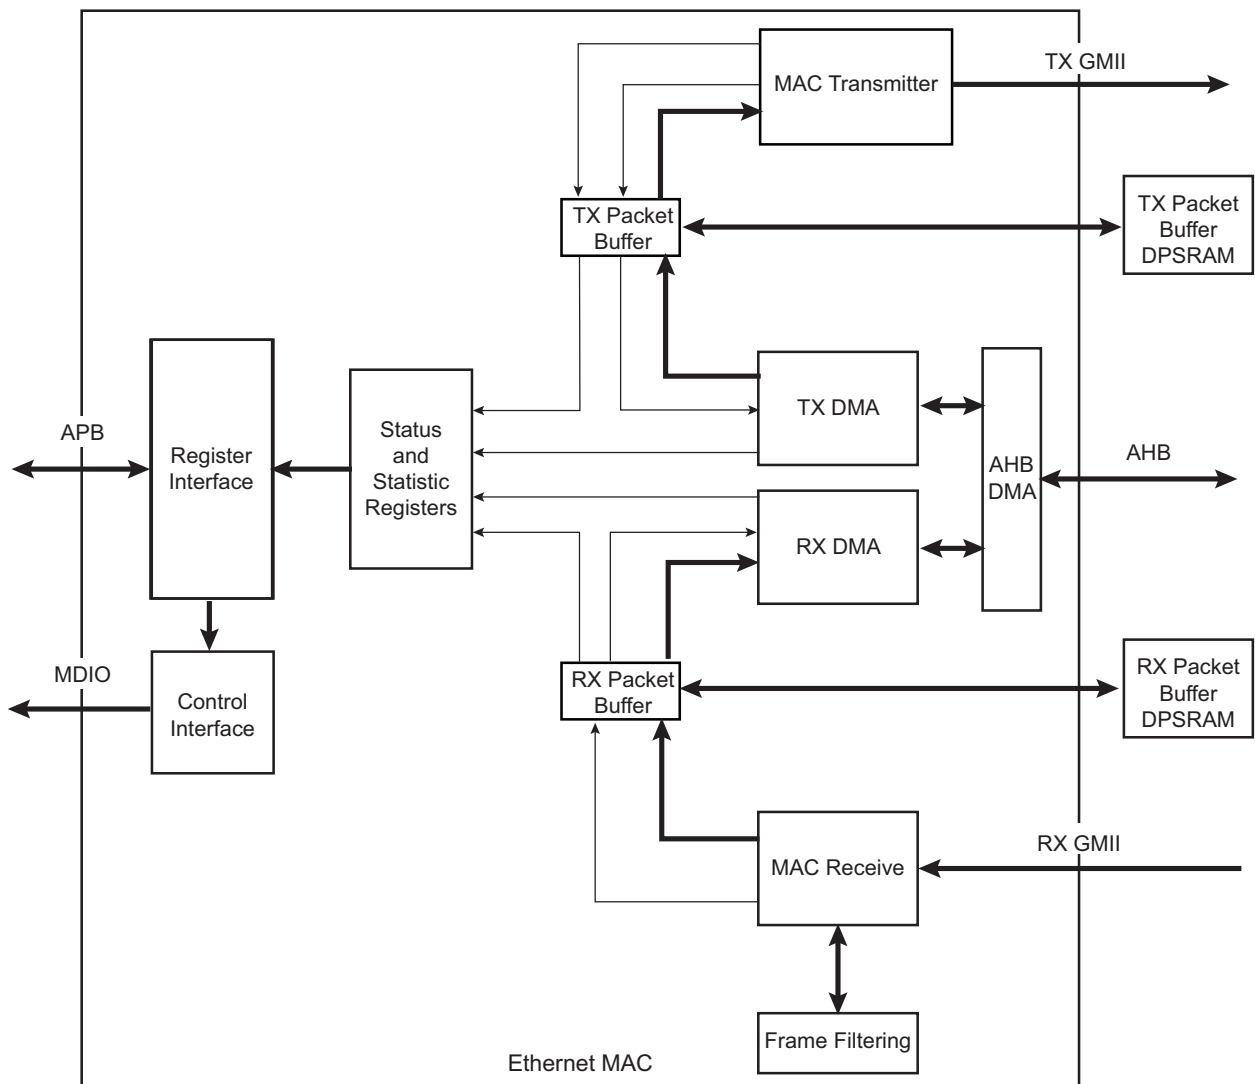 TX GMII
MAC Transmitter
TX Packet
Buffer
TX Packet
Buffer
DPSRAM
APB
Register
Interface
Status
and
Statistic
Registers
TX DMA
RX DMA
AHB
DMA
AHB
MDIO
Control
Interface
RX Packet
Buffer
RX Packet
Buffer
DPSRAM
MAC Receive
RX GMII
Frame Filtering
Ethernet MAC